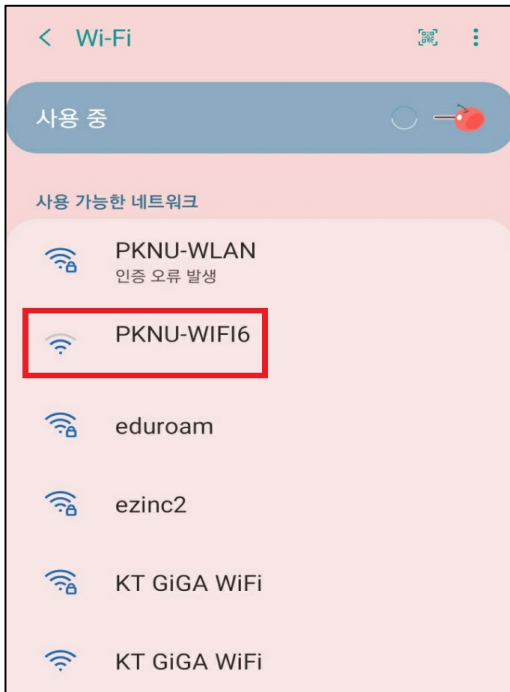 Wi-Fi
사용 중
사용 가능한 네트워크
PKNU-WLAN
인증 오류 발생
PKNU-WIFI6
eduroam
ezinc2
KT GiGA WiFi
KT GiGA WiFi